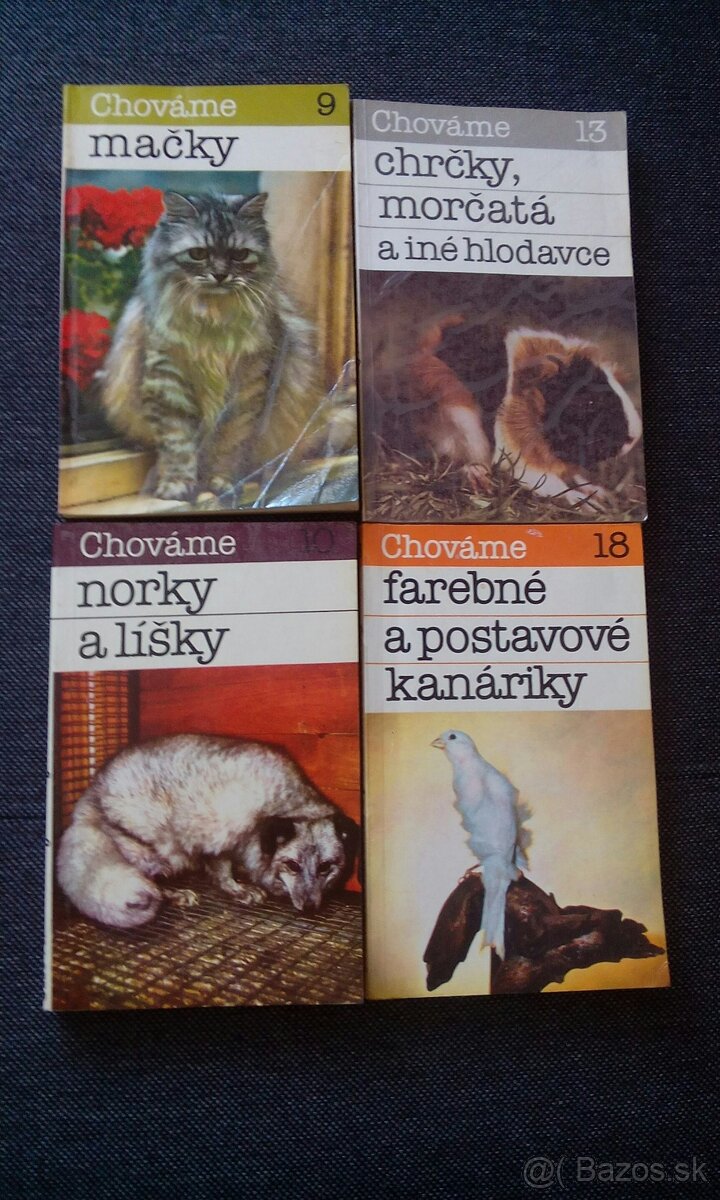 Chováme 9
mačky
Chováme 13
chrčky,
morčatá
a iné hlodavce
Chováme 10
norky
a líšky
Chováme 18
farebné
a postavové
kanáriky
@( Bazos.sk